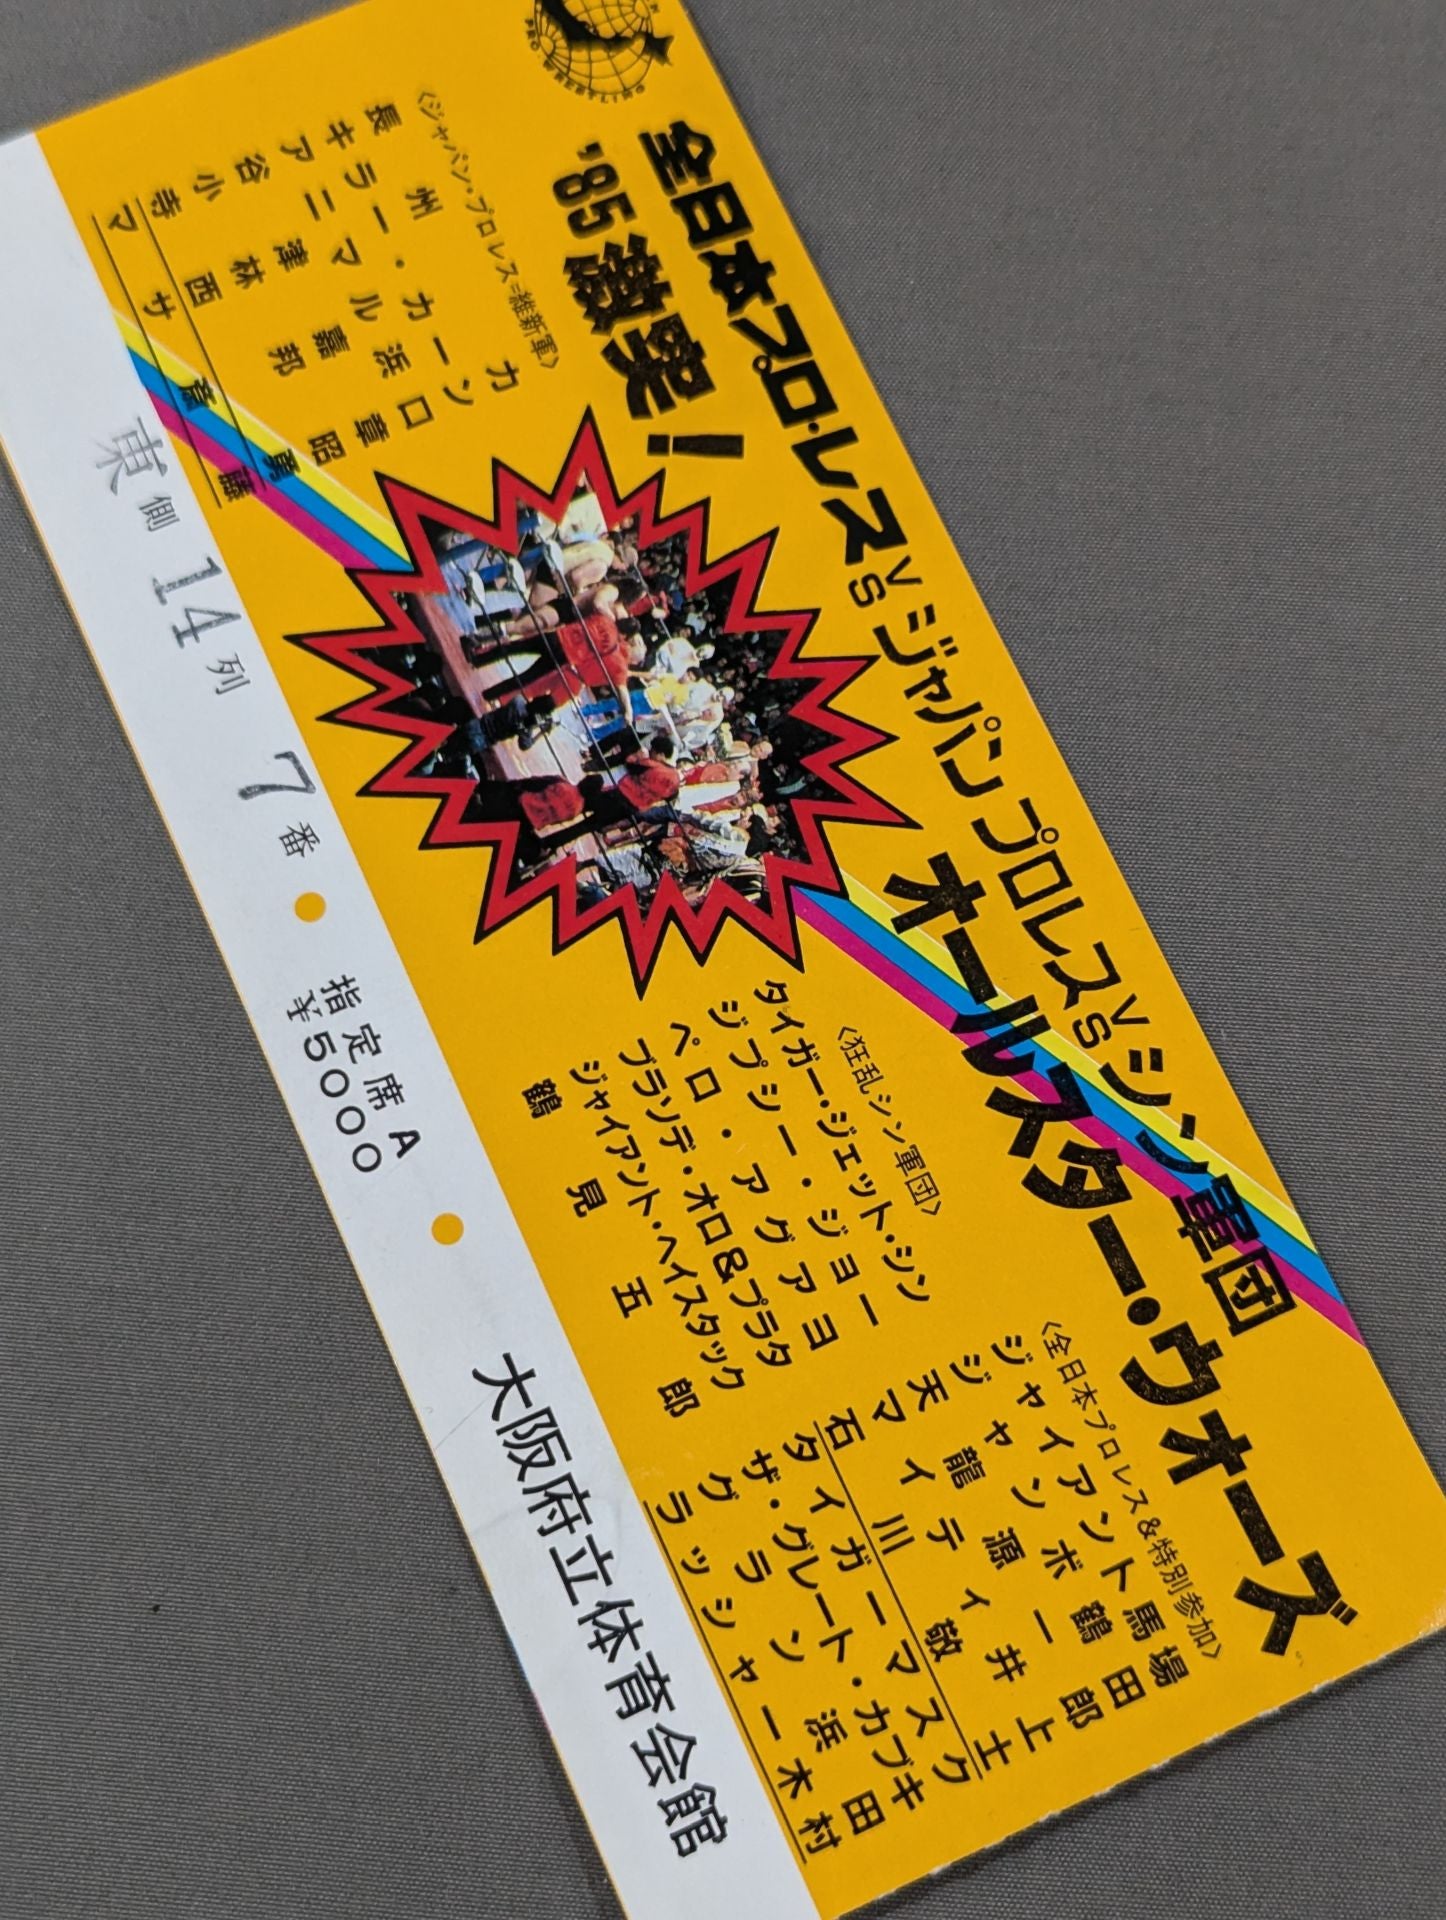 PRO WRESTLING
全日本プロ・レスVSジャパンプロレスVSシン軍団
'85激突！
オールスター・ウォーズ
〈ジャパン・プロレス=維新軍〉
長州力
キラー・カーン
アニマル浜口
谷津嘉章
小林邦昭
寺西勇
マサ斎藤
〈狂乱シン軍団〉
タイガー・ジェット・シン
ジプシー・ジョー
ペロ・アグアヨ
ブランデ・オロ&プラタ
ジャイアント・ヘイスタック
鶴見五郎
〈全日本プロレス&特別参加〉
ジャイアント馬場
ジャンボ鶴田
天龍源一郎
マイティ井上
石川敬士
タイガーマスク
ザ・グレート・カブキ
グラン浜田
ラッシャー木村
東側14列7番●指定席A ¥5000●大阪府立体育会館